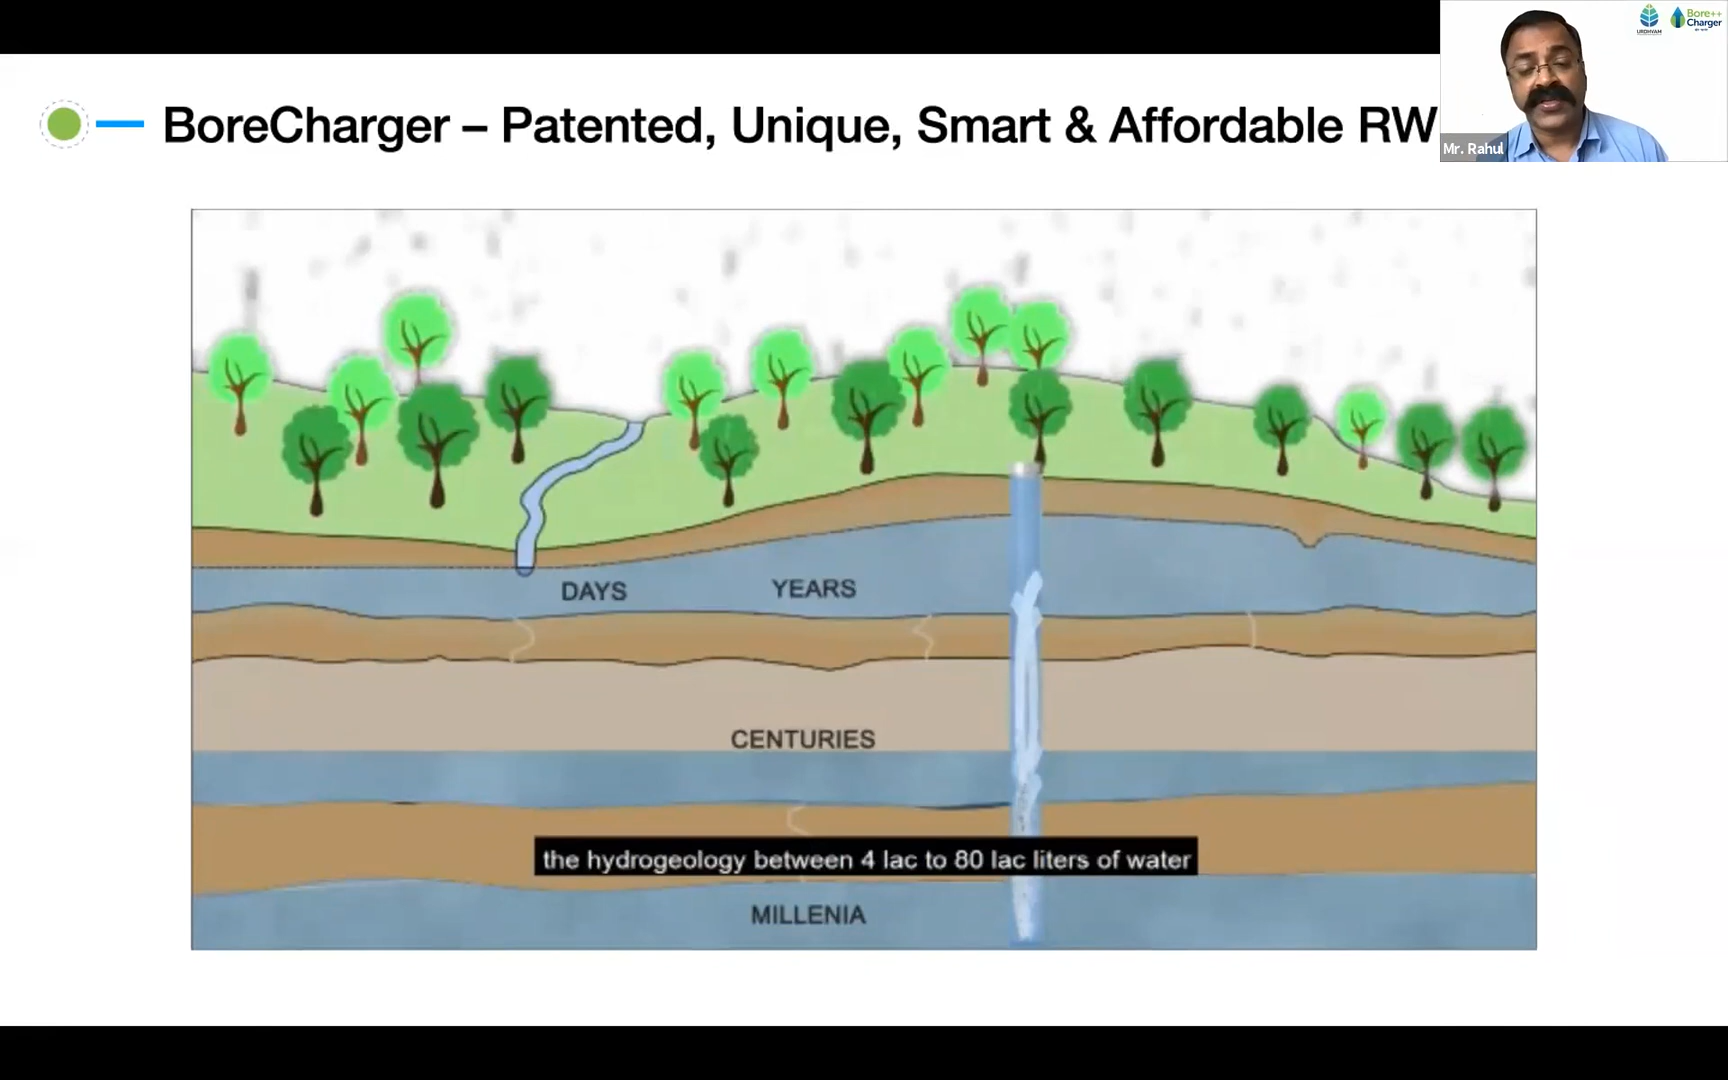 BoreCharger – Patented, Unique, Smart & Affordable RW
URDHVAM
Bore++
Charger
Mr. Rahul
DAYS YEARS
CENTURIES
the hydrogeology between 4 lac to 80 lac liters of water
MILLENIA